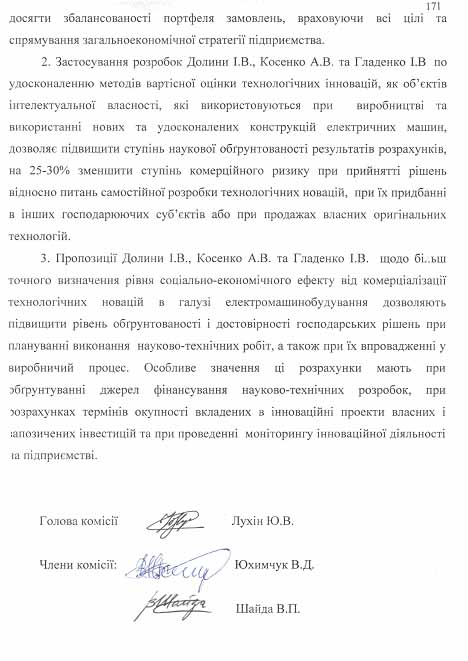 171
досягти збалансованості портфеля замовлень, враховуючи всі цілі та
спрямування загальноекономічної стратегії підприємства.
2. Застосування розробок Долини І.В., Косенко А.В. та Гладенко І.В по
удосконаленню методів вартісної оцінки технологічних інновацій, як об’єктів
інтелектуальної власності, які використовуються при виробництві та
використанні нових та удосконалених конструкцій електричних машин,
дозволяє підвищити ступінь наукової обґрунтованості результатів розрахунків,
на 25-30% зменшити ступінь комерційного ризику при прийнятті рішень
відносно питань самостійної розробки технологічних новацій, при їх придбанні
в інших господарюючих суб’єктів або при продажах власних оригінальних
технологій.
3. Пропозиції Долини І.В., Косенко А.В. та Гладенко І.В. щодо більш
точного визначення рівня соціально-економічного ефекту від комерціалізації
технологічних новацій в галузі електромашинобудування дозволяють
підвищити рівень обґрунтованості і достовірності господарських рішень при
плануванні виконання науково-технічних робіт, а також при їх впровадженні у
виробничий процес. Особливе значення ці розрахунки мають при
обґрунтуванні джерел фінансування науково-технічних розробок, при
розрахунках термінів окупності вкладених в інноваційні проекти власних і
запозичених інвестицій та при проведенні моніторингу інноваційної діяльності
на підприємстві.
Голова комісії Лухін Ю.В.
Члени комісії: Юхимчук В.Д.
Шайда Шайда В.П.